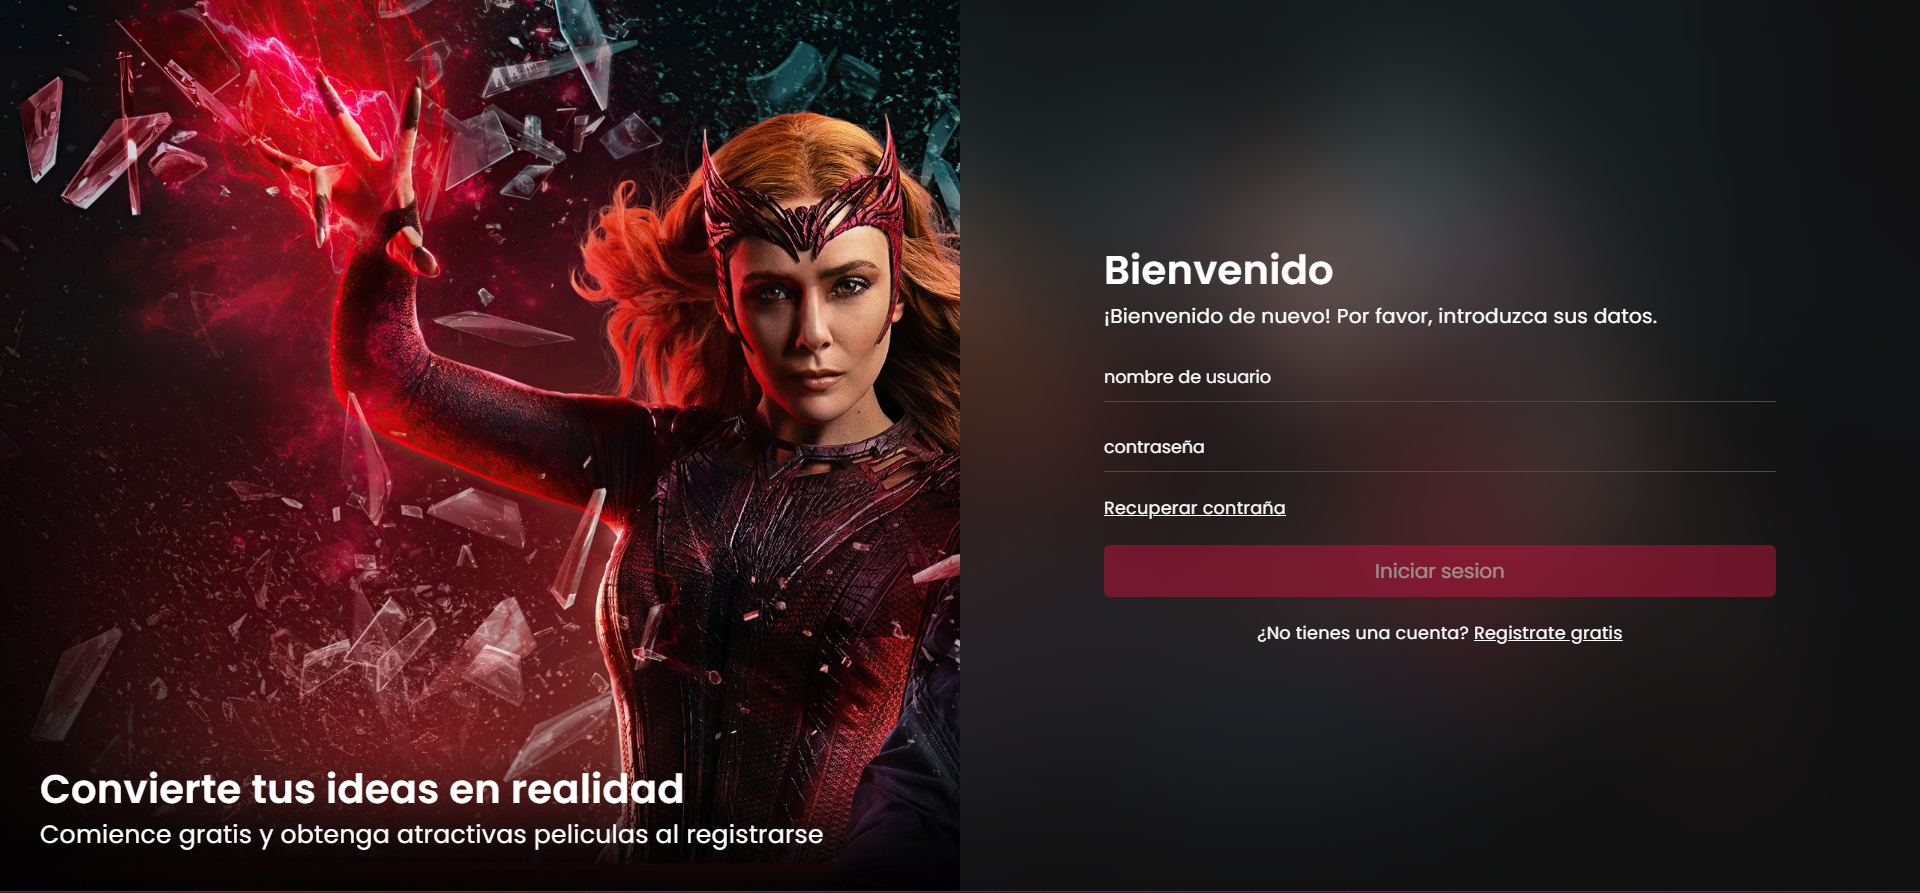 Convierte tus ideas en realidad
Comience gratis y obtenga atractivas peliculas al registrarse
Bienvenido
¡Bienvenido de nuevo! Por favor, introduzca sus datos.
nombre de usuario
contraseña
Recuperar contraña
Iniciar sesion
¿No tienes una cuenta? Registrate gratis